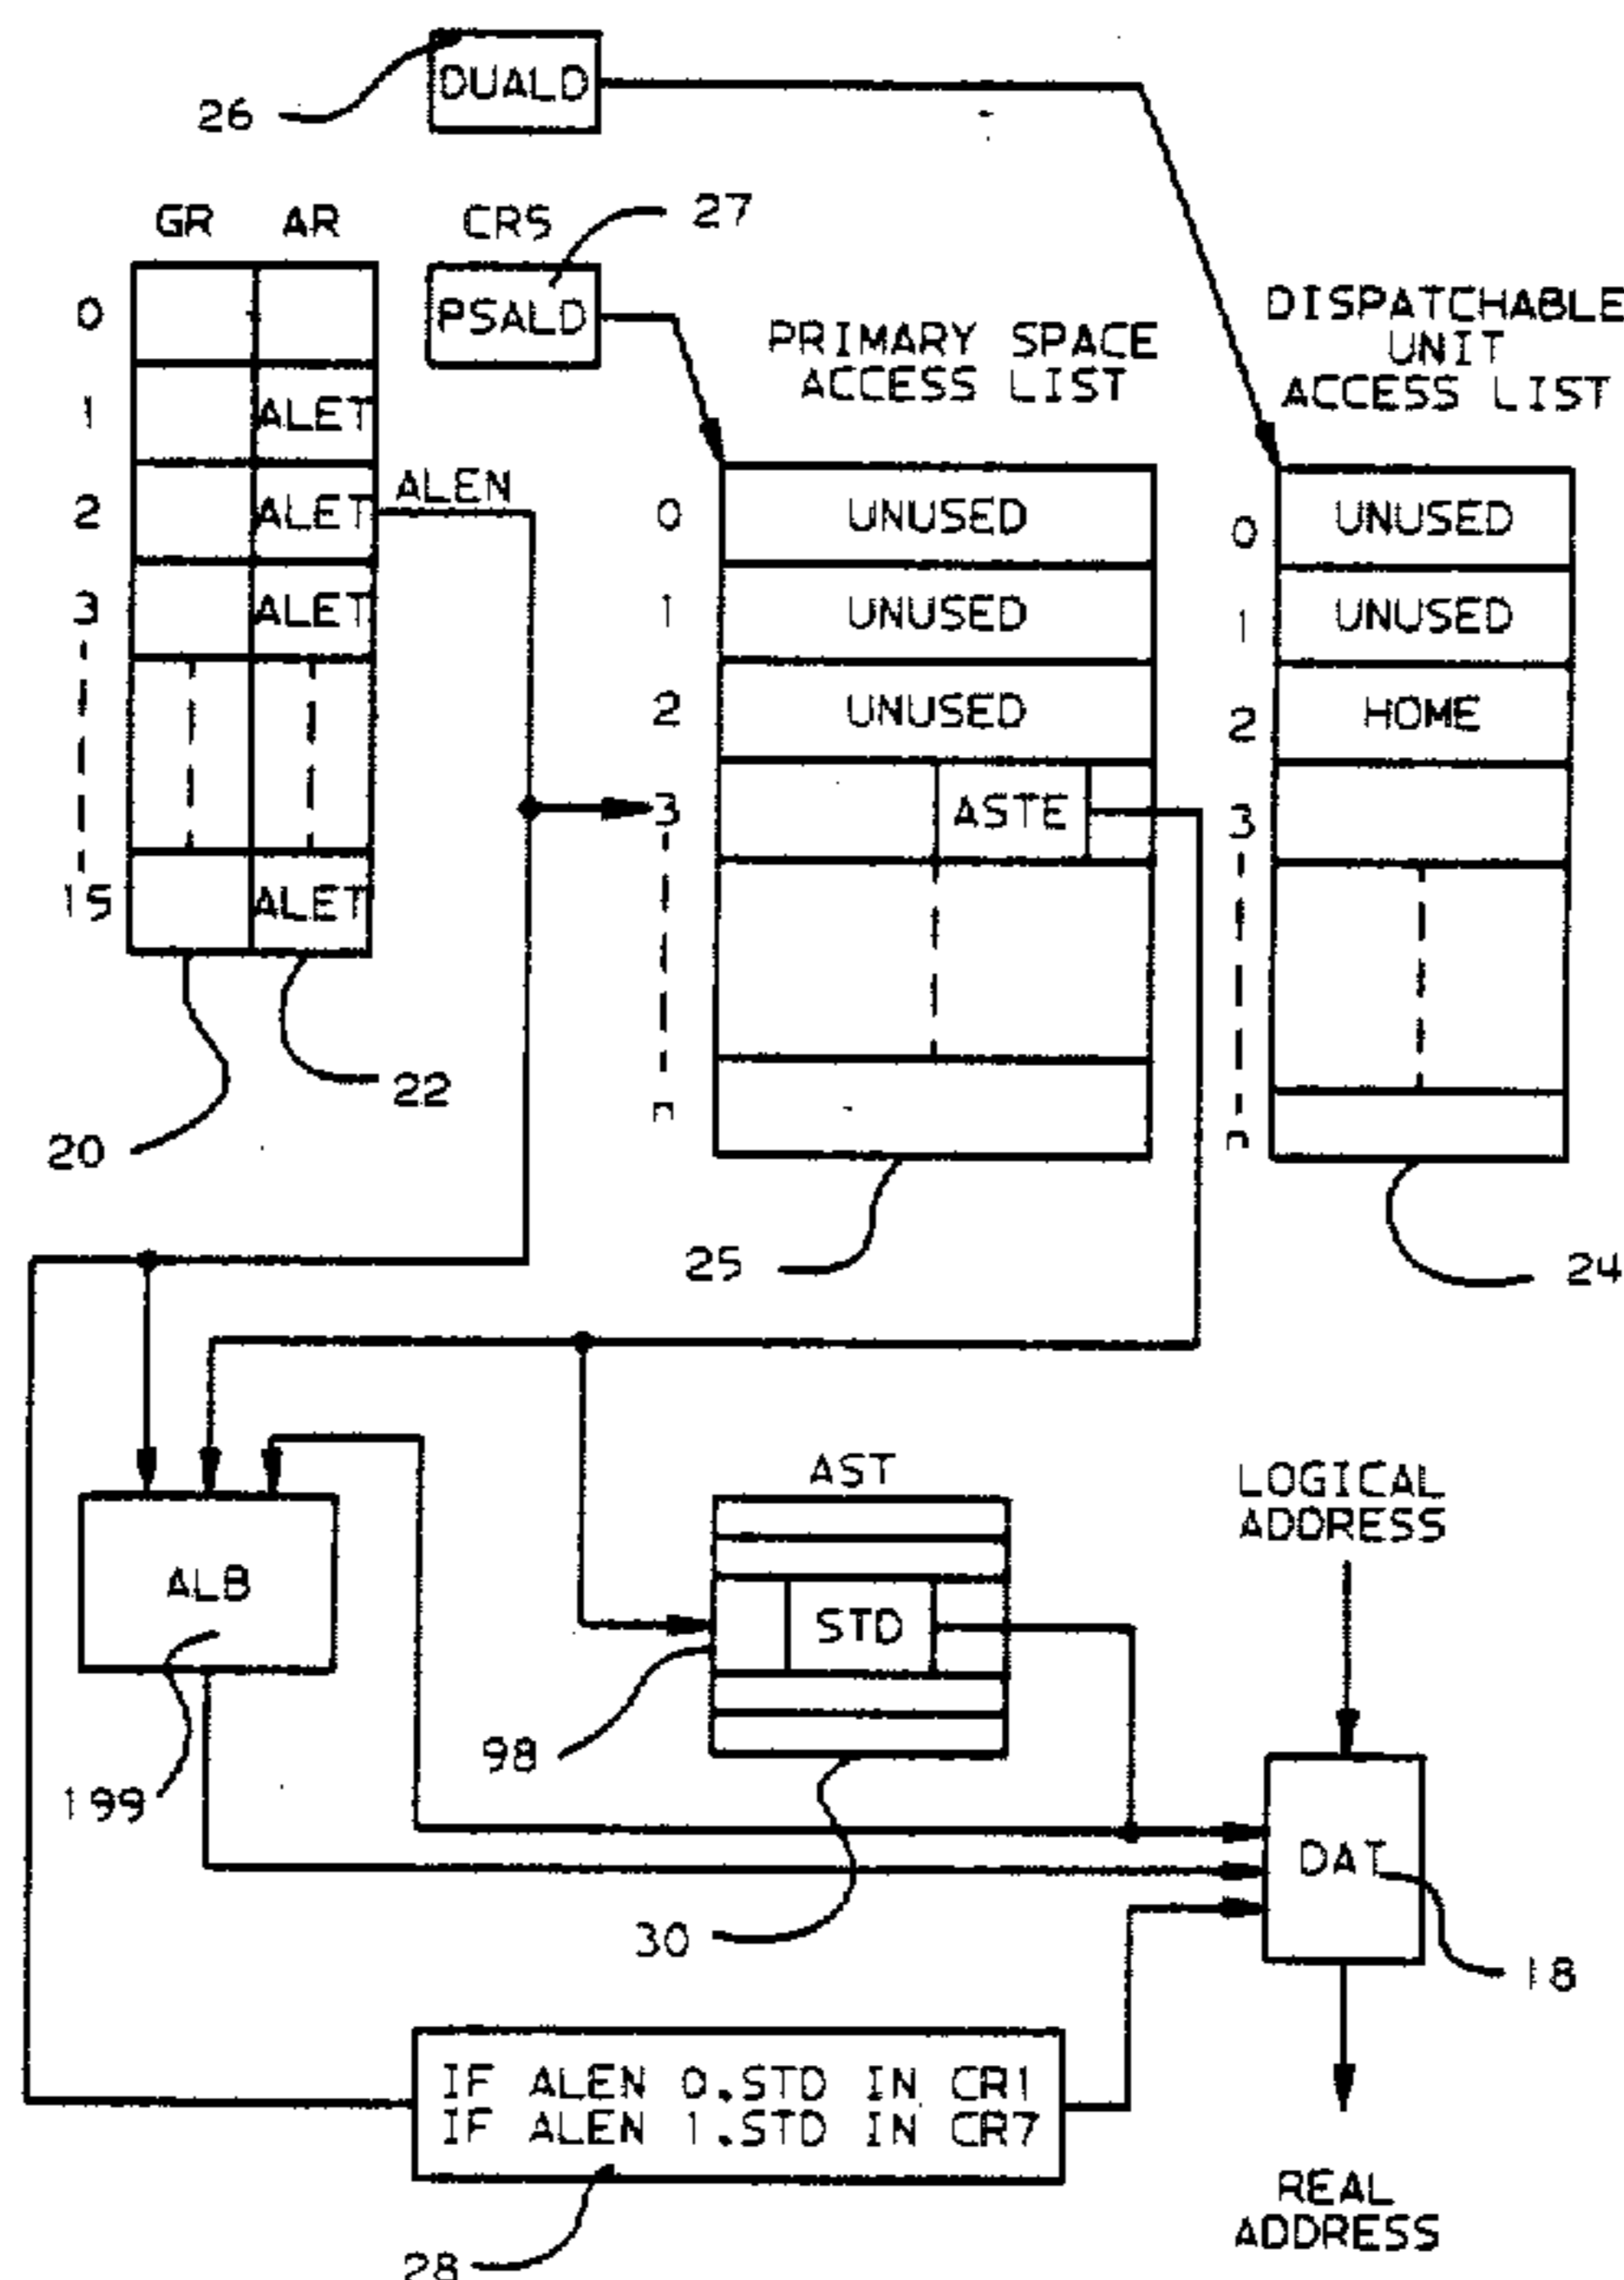 DUALD
26
GR AR CRS 27
PSALD
0
1 ALET
2 ALET ALEN
3 ALET
15 ALET
20
22
PRIMARY SPACE
ACCESS LIST
0 UNUSED
1 UNUSED
2 UNUSED
3 ASTE
n
25
DISPATCHABLE
UNIT
ACCESS LIST
0 UNUSED
1 UNUSED
2 HOME
3
n
24
ALB
199
AST
STD
98
30
LOGICAL
ADDRESS
DAT
18
IF ALEN 0.STD IN CR1
IF ALEN 1.STD IN CR7
28
REAL
ADDRESS